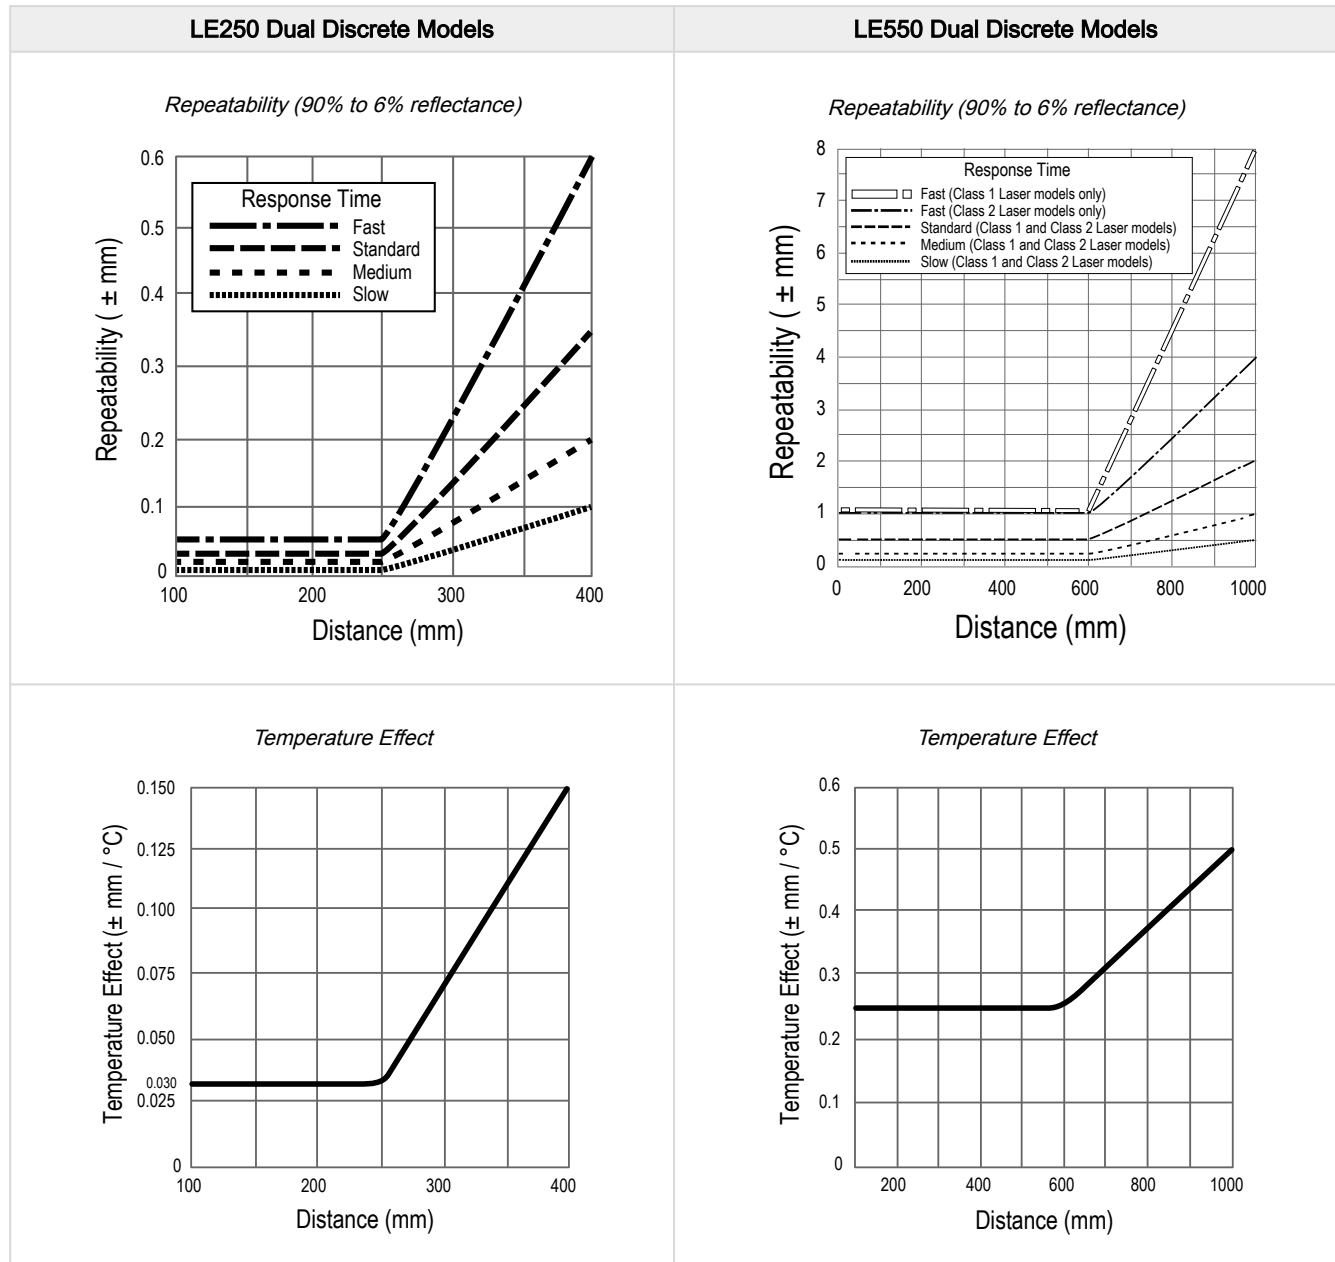 LE250 Dual Discrete Models
LE550 Dual Discrete Models
Repeatability (90% to 6% reflectance)
0.6
0.5
0.4
0.3
0.2
0.1
0
Repeatability ( ± mm)
Response Time
Fast
Standard
Medium
Slow
100
200
300
400
Distance (mm)
Repeatability (90% to 6% reflectance)
8
7
6
5
4
3
2
1
0
Repeatability ( ± mm)
Response Time
Fast (Class 1 Laser models only)
Fast (Class 2 Laser models only)
Standard (Class 1 and Class 2 Laser models)
Medium (Class 1 and Class 2 Laser models)
Slow (Class 1 and Class 2 Laser models)
0
200
400
600
800
1000
Distance (mm)
Temperature Effect
0.150
0.125
0.100
0.075
0.050
0.030
0.025
0
Temperature Effect (± mm / °C)
100
200
300
400
Distance (mm)
Temperature Effect
0.6
0.5
0.4
0.3
0.2
0.1
0
Temperature Effect (± mm / °C)
200
400
600
800
1000
Distance (mm)